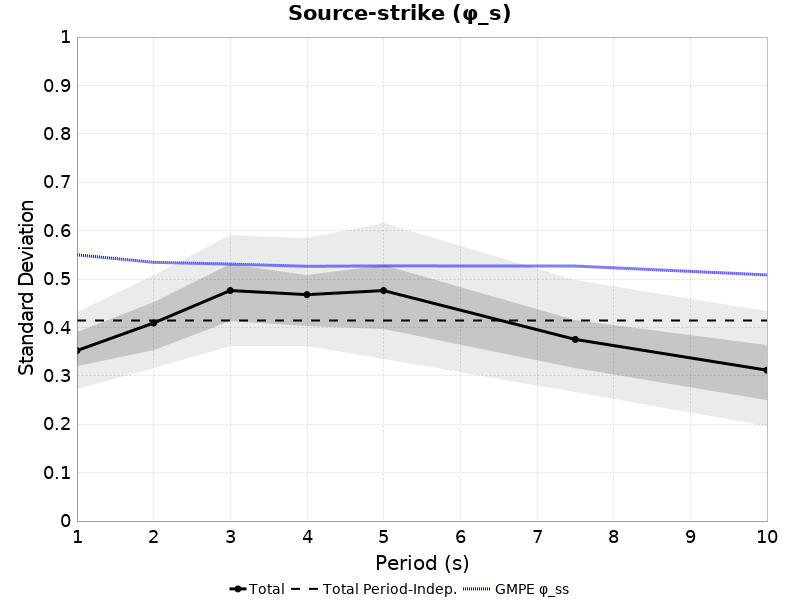 Source-strike (φ_s)
Standard Deviation
1
0.9
0.8
0.7
0.6
0.5
0.4
0.3
0.2
0.1
0
1 2 3 4 5 6 7 8 9 10
Period (s)
Total Total Period-Indep. GMPE φ_ss